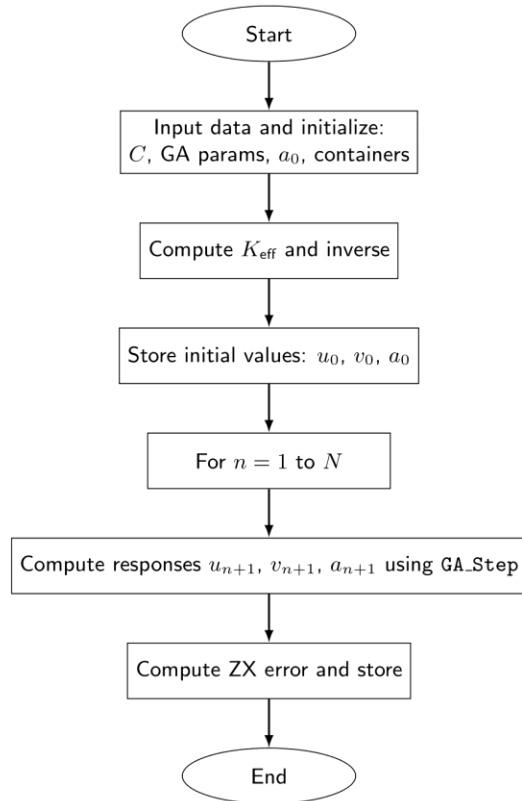 Start
Input data and initialize:
C, GA params, a₀, containers
Compute K_eff and inverse
Store initial values: u₀, v₀, a₀
For n = 1 to N
Compute responses uₙ₊₁, vₙ₊₁, aₙ₊₁ using GA_Step
Compute ZX error and store
End